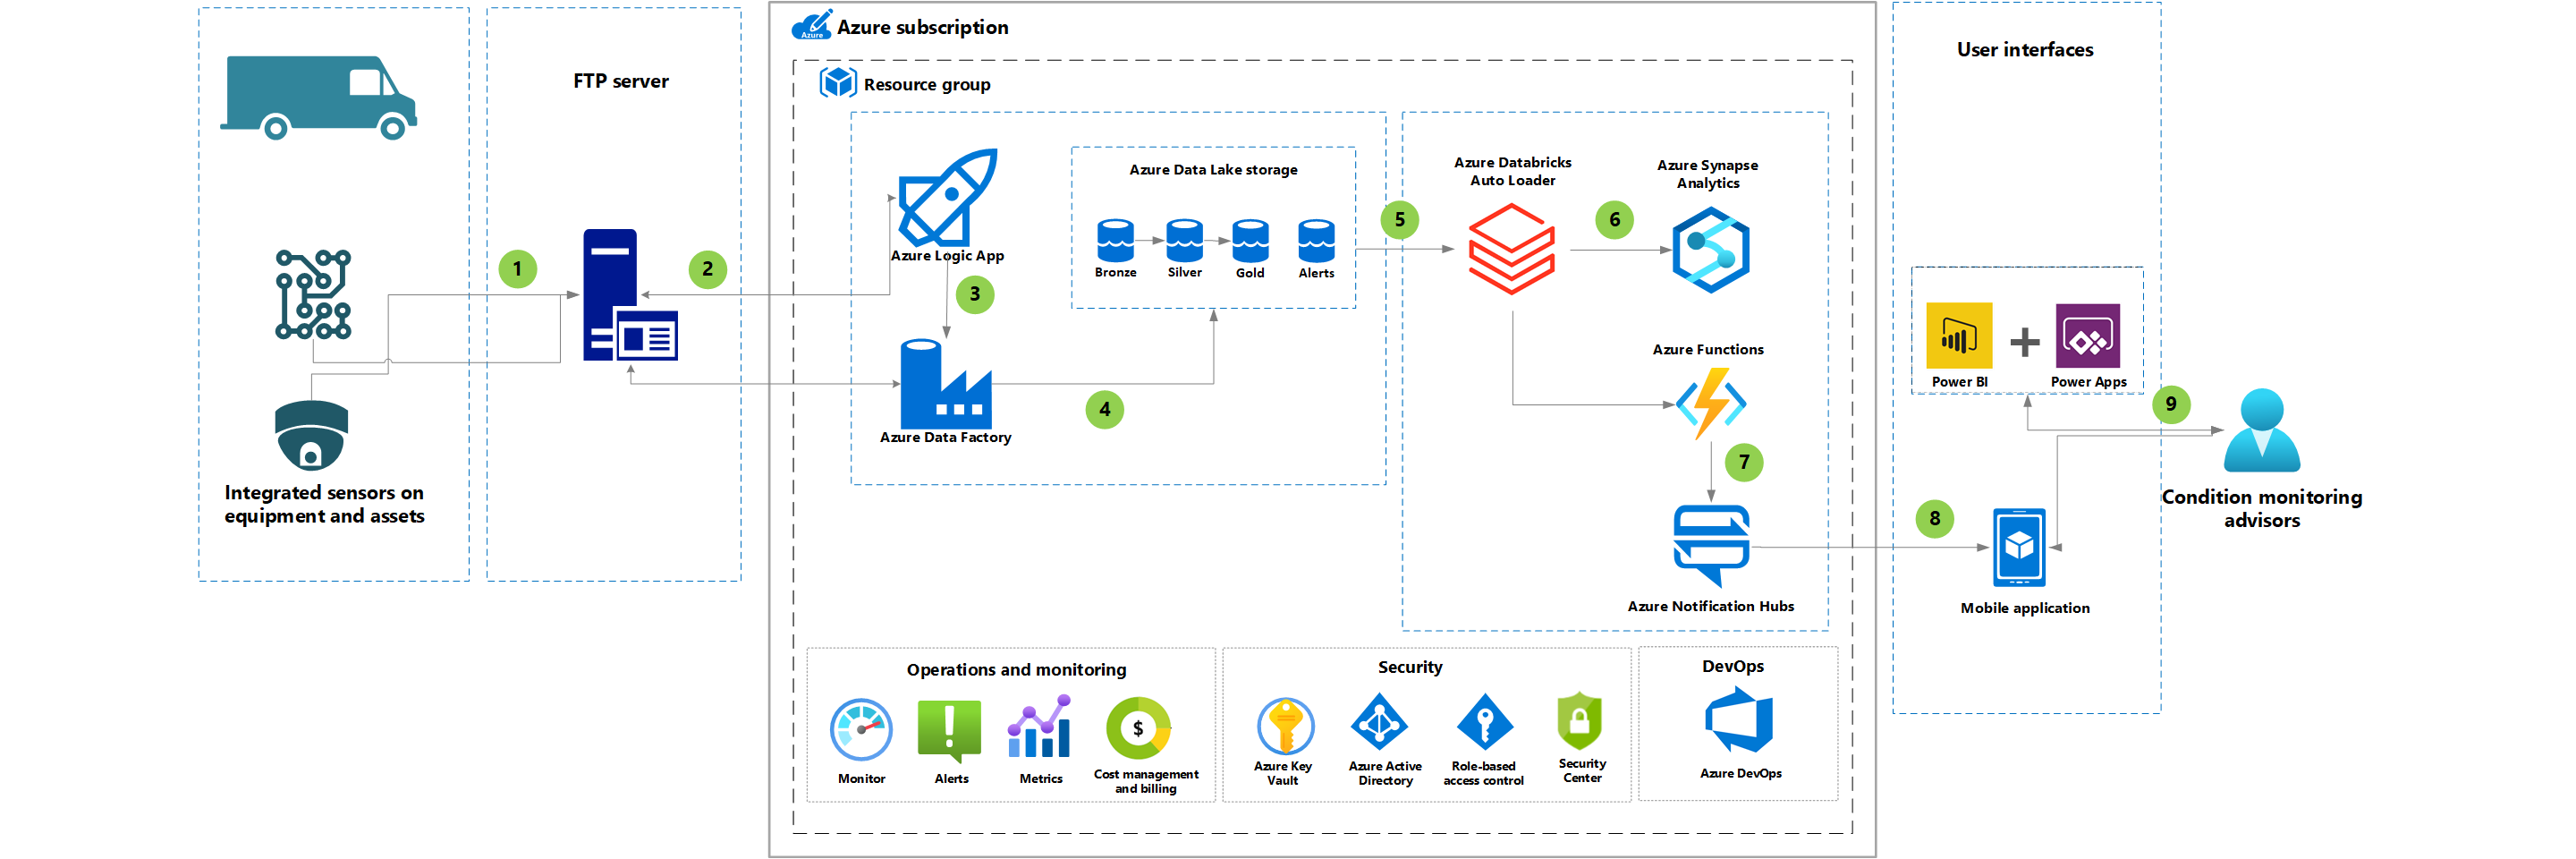 Integrated sensors on
equipment and assets
FTP server
1
2
Azure
Azure subscription
Resource group
Azure Logic App
3
Azure Data Factory
4
Azure Data Lake storage
Bronze
Silver
Gold
Alerts
5
Azure Databricks
Auto Loader
6
Azure Synapse
Analytics
Azure Functions
7
Azure Notification Hubs
8
User interfaces
Power BI
Power Apps
9
Mobile application
Condition monitoring
advisors
Operations and monitoring
Monitor
Alerts
Metrics
$
Cost management
and billing
Security
Azure Key
Vault
Azure Active
Directory
Role-based
access control
Security
Center
DevOps
Azure DevOps